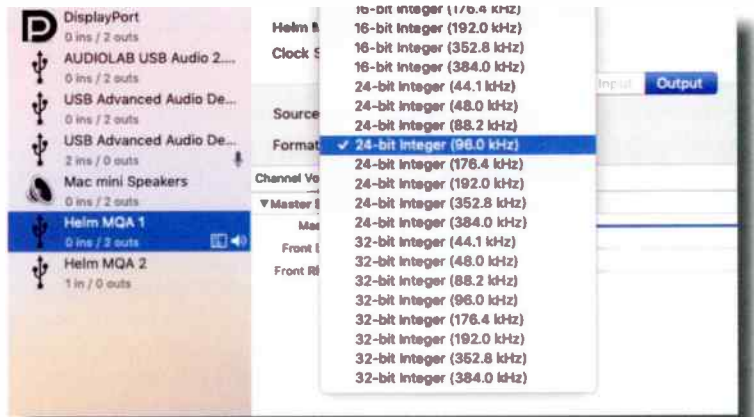 DisplayPort
0 ins / 2 outs
AUDIOLAB USB Audio 2....
0 ins / 2 outs
USB Advanced Audio De...
0 ins / 2 outs
USB Advanced Audio De...
2 ins / 0 outs
Mac mini Speakers
0 ins / 2 outs
Helm MQA 1
0 ins / 2 outs
Helm MQA 2
1 in / 0 outs
Helm
Clock S
Source
Format
Channel Vo
▼Master
Mas
Front
Front Ri
16-bit Integer (176.4 kHz)
16-bit Integer (192.0 kHz)
16-bit Integer (352.8 kHz)
16-bit Integer (384.0 kHz)
24-bit Integer (44.1 kHz)
24-bit Integer (48.0 kHz)
24-bit Integer (88.2 kHz)
✓ 24-bit Integer (96.0 kHz)
24-bit Integer (176.4 kHz)
24-bit Integer (192.0 kHz)
24-bit Integer (352.8 kHz)
24-bit Integer (384.0 kHz)
32-bit Integer (44.1 kHz)
32-bit Integer (48.0 kHz)
32-bit Integer (88.2 kHz)
32-bit Integer (96.0 kHz)
32-bit Integer (176.4 kHz)
32-bit Integer (192.0 kHz)
32-bit Integer (352.8 kHz)
32-bit Integer (384.0 kHz)
Input
Output